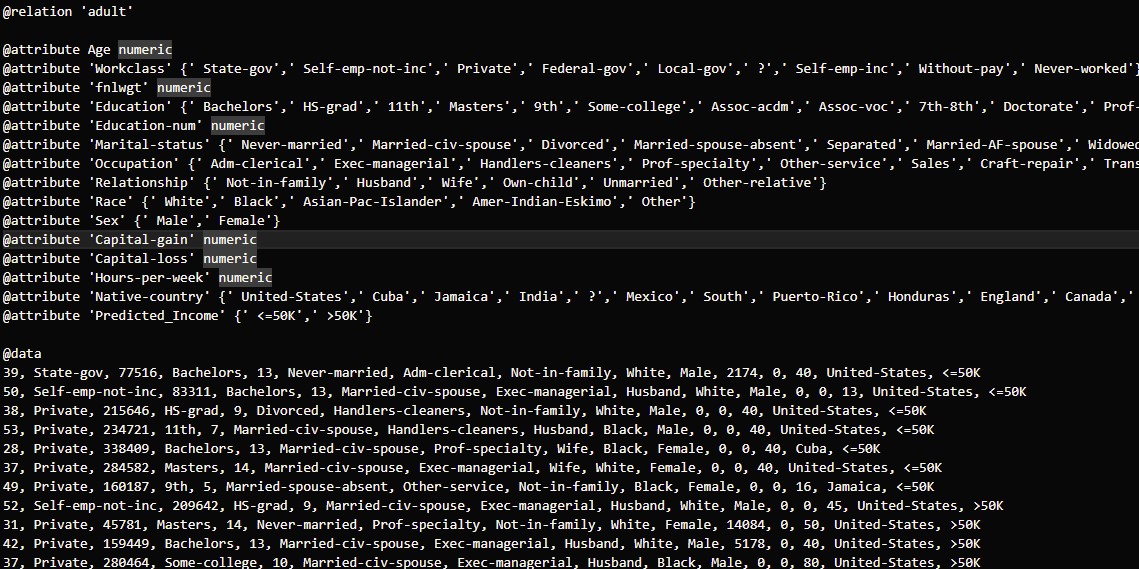 @relation 'adult'
@attribute Age numeric
@attribute 'Workclass' {' State-gov',' Self-emp-not-inc',' Private',' Federal-gov',' Local-gov',' ?',' Self-emp-inc',' Without-pay',' Never-worked'}
@attribute 'fnlwgt' numeric
@attribute 'Education' {' Bachelors',' HS-grad',' 11th',' Masters',' 9th',' Some-college',' Assoc-acdm',' Assoc-voc',' 7th-8th',' Doctorate',' Prof-
@attribute 'Education-num' numeric
@attribute 'Marital-status' {' Never-married',' Married-civ-spouse',' Divorced',' Married-spouse-absent',' Separated',' Married-AF-spouse',' Widowed
@attribute 'Occupation' {' Adm-clerical',' Exec-managerial',' Handlers-cleaners',' Prof-specialty',' Other-service',' Sales',' Craft-repair',' Trans
@attribute 'Relationship' {' Not-in-family',' Husband',' Wife',' Own-child',' Unmarried',' Other-relative'}
@attribute 'Race' {' White',' Black',' Asian-Pac-Islander',' Amer-Indian-Eskimo',' Other'}
@attribute 'Sex' {' Male',' Female'}
@attribute 'Capital-gain' numeric
@attribute 'Capital-loss' numeric
@attribute 'Hours-per-week' numeric
@attribute 'Native-country' {' United-States',' Cuba',' Jamaica',' India',' ?',' Mexico',' South',' Puerto-Rico',' Honduras',' England',' Canada','
@attribute 'Predicted_Income' {' <=50K',' >50K'}
@data
39, State-gov, 77516, Bachelors, 13, Never-married, Adm-clerical, Not-in-family, White, Male, 2174, 0, 40, United-States, <=50K
50, Self-emp-not-inc, 83311, Bachelors, 13, Married-civ-spouse, Exec-managerial, Husband, White, Male, 0, 0, 13, United-States, <=50K
38, Private, 215646, HS-grad, 9, Divorced, Handlers-cleaners, Not-in-family, White, Male, 0, 0, 40, United-States, <=50K
53, Private, 234721, 11th, 7, Married-civ-spouse, Handlers-cleaners, Husband, Black, Male, 0, 0, 40, United-States, <=50K
28, Private, 338409, Bachelors, 13, Married-civ-spouse, Prof-specialty, Wife, Black, Female, 0, 0, 40, Cuba, <=50K
37, Private, 284582, Masters, 14, Married-civ-spouse, Exec-managerial, Wife, White, Female, 0, 0, 40, United-States, <=50K
49, Private, 160187, 9th, 5, Married-spouse-absent, Other-service, Not-in-family, Black, Female, 0, 0, 16, Jamaica, <=50K
52, Self-emp-not-inc, 209642, HS-grad, 9, Married-civ-spouse, Exec-managerial, Husband, White, Male, 0, 0, 45, United-States, >50K
31, Private, 45781, Masters, 14, Never-married, Prof-specialty, Not-in-family, White, Female, 14084, 0, 50, United-States, >50K
42, Private, 159449, Bachelors, 13, Married-civ-spouse, Exec-managerial, Husband, White, Male, 5178, 0, 40, United-States, >50K
37, Private, 280464, Some-college, 10, Married-civ-spouse, Exec-managerial, Husband, Black, Male, 0, 0, 80, United-States, >50K